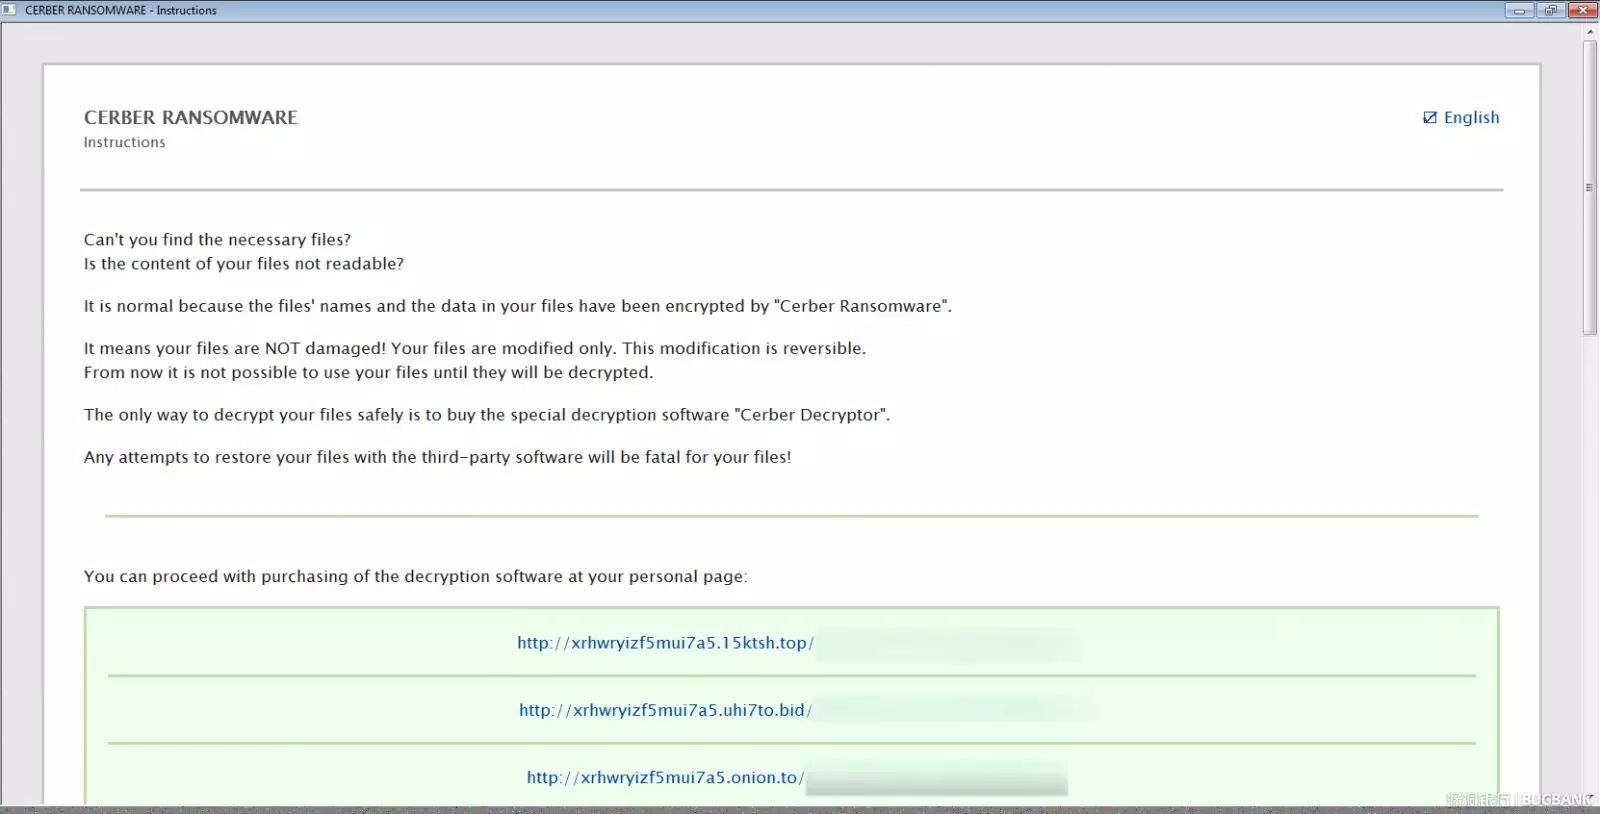 CERBER RANSOMWARE - Instructions
CERBER RANSOMWARE
English
Instructions
Can't you find the necessary files?
Is the content of your files not readable?
It is normal because the files' names and the data in your files have been encrypted by "Cerber Ransomware".
It means your files are NOT damaged! Your files are modified only. This modification is reversible.
From now it is not possible to use your files until they will be decrypted.
The only way to decrypt your files safely is to buy the special decryption software "Cerber Decryptor".
Any attempts to restore your files with the third-party software will be fatal for your files!
You can proceed with purchasing of the decryption software at your personal page:
http://xrhwryizf5mui7a5.15ktsh.top/
http://xrhwryizf5mui7a5.uhi7to.bid/
http://xrhwryizf5mui7a5.onion.to/
漏洞银行 | BUGBANK